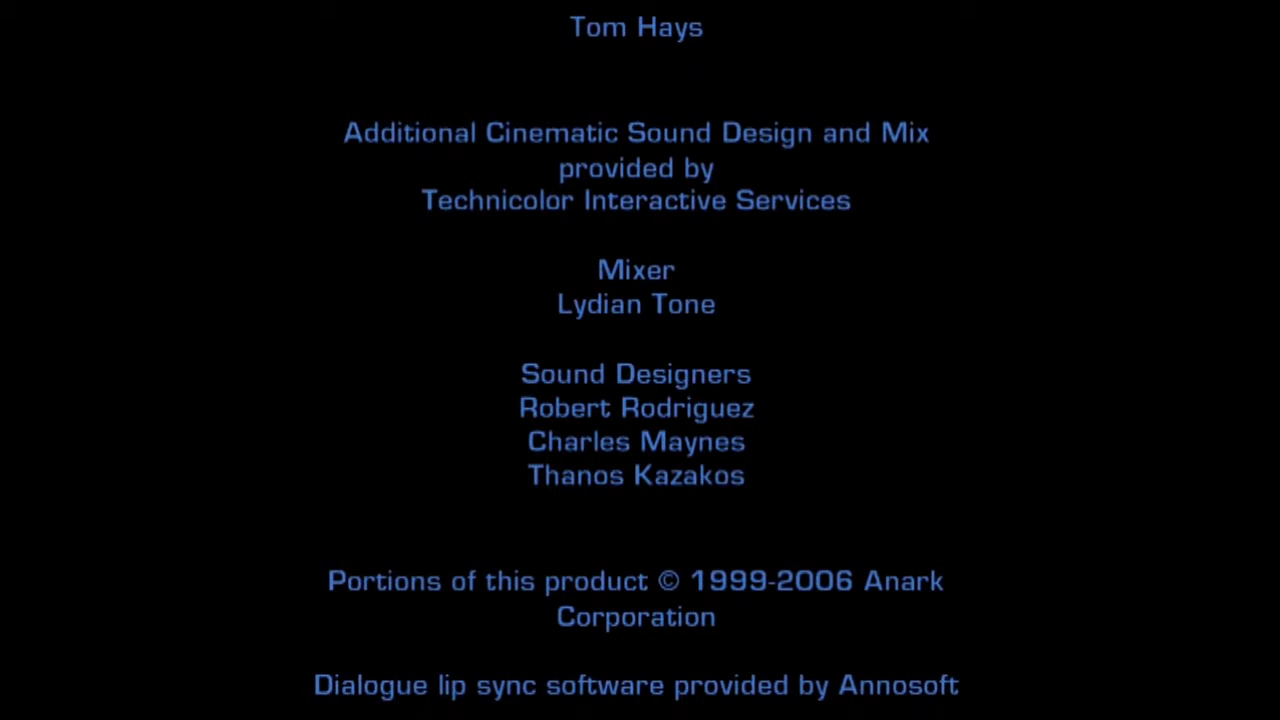 Tom Hays
Additional Cinematic Sound Design and Mix
provided by
Technicolor Interactive Services
Mixer
Lydian Tone
Sound Designers
Robert Rodriguez
Charles Maynes
Thanos Kazakos
Portions of this product © 1999-2006 Anark
Corporation
Dialogue lip sync software provided by Annosoft